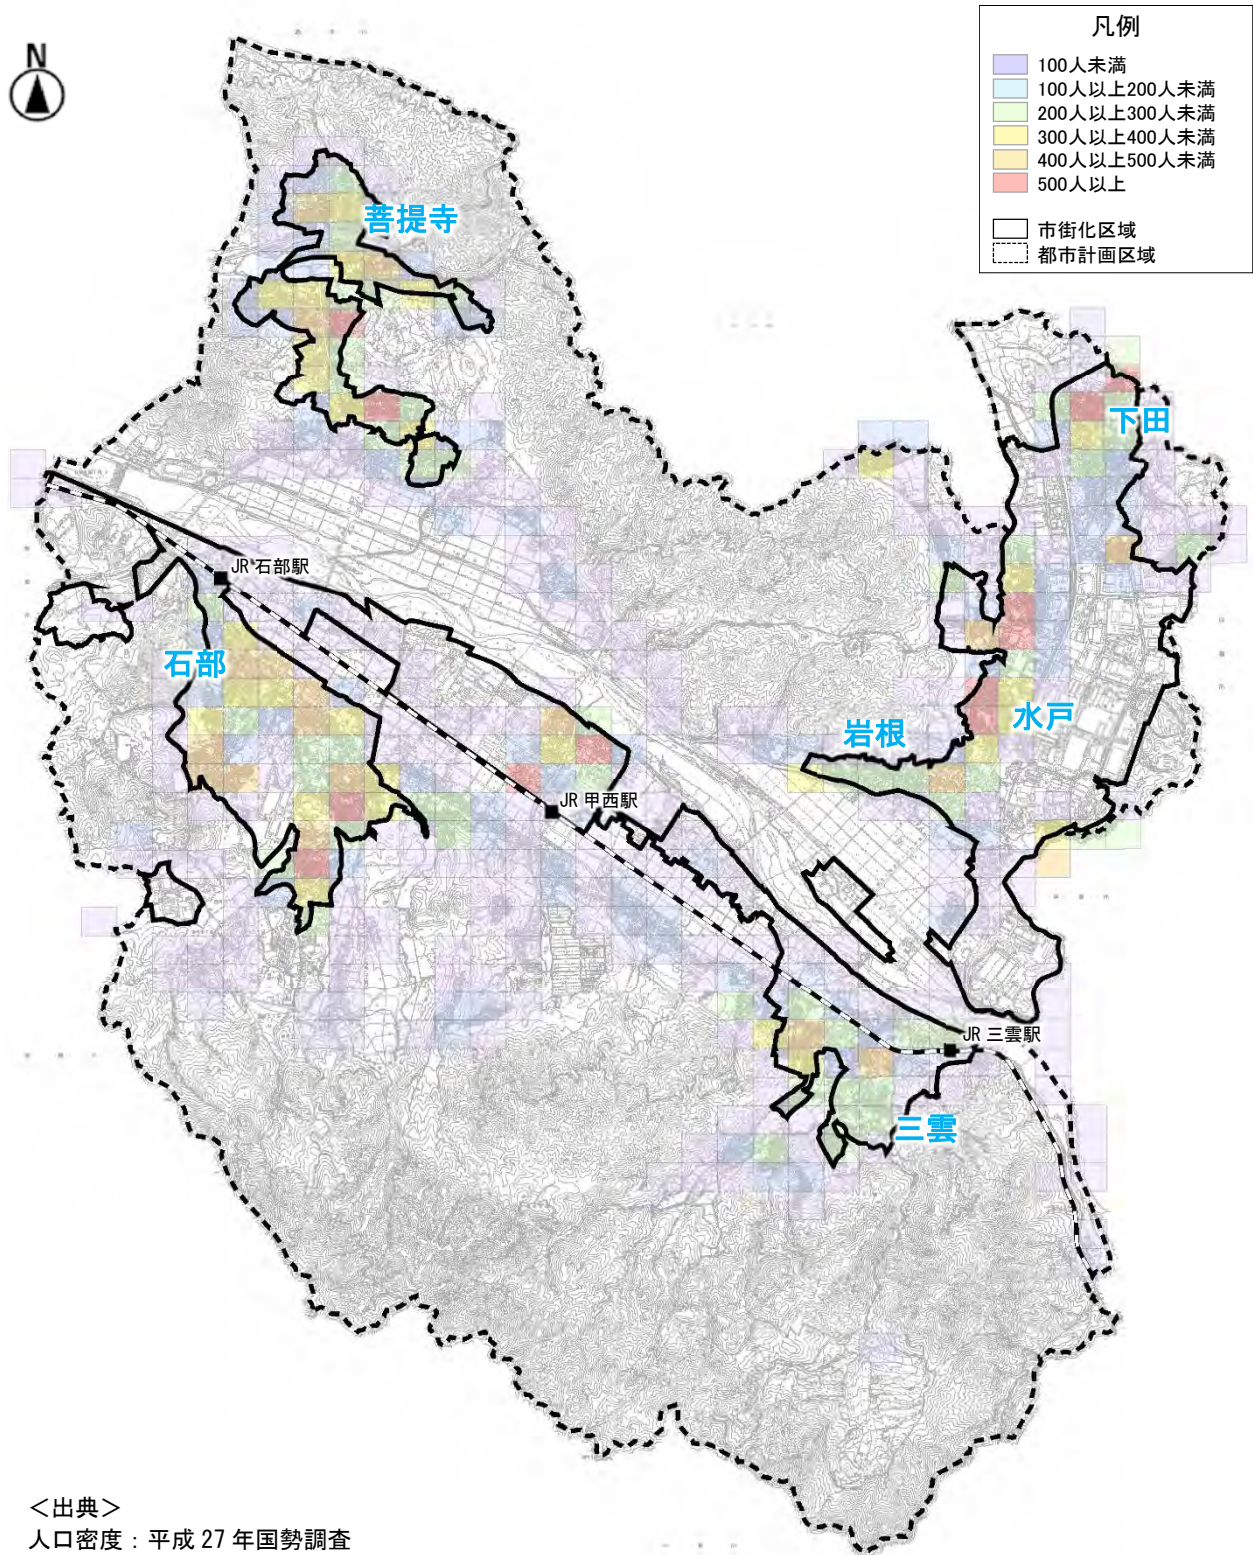 N
凡例
100人未満
100人以上200人未満
200人以上300人未満
300人以上400人未満
400人以上500人未満
500人以上
市街化区域
都市計画区域
菩提寺
下田
JR 石部駅
石部
岩根
水戸
JR 甲西駅
JR 三雲駅
三雲
＜出典＞
人口密度：平成 27 年国勢調査